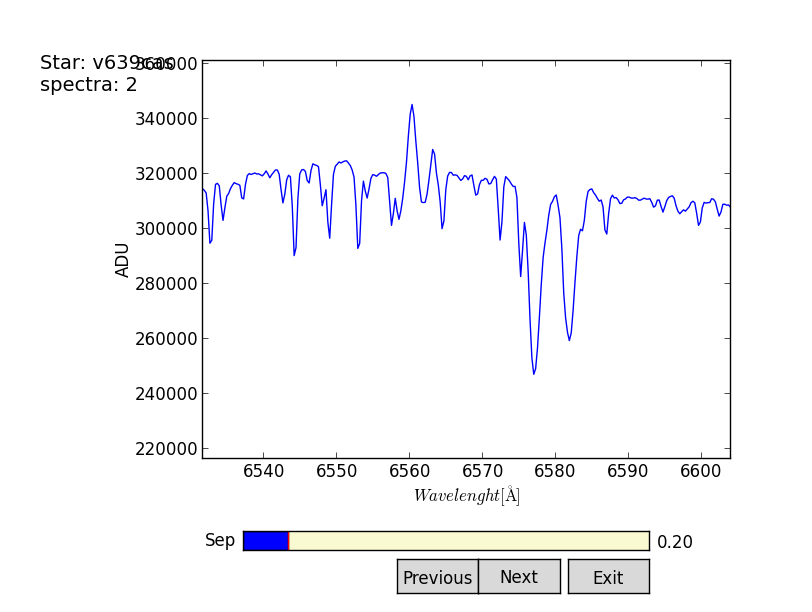 Star: v639cas
spectra: 2
360000
340000
320000
300000
280000
260000
240000
220000
ADU
6540 6550 6560 6570 6580 6590 6600
Wavelenght[Å]
Sep 0.20
Previous Next Exit